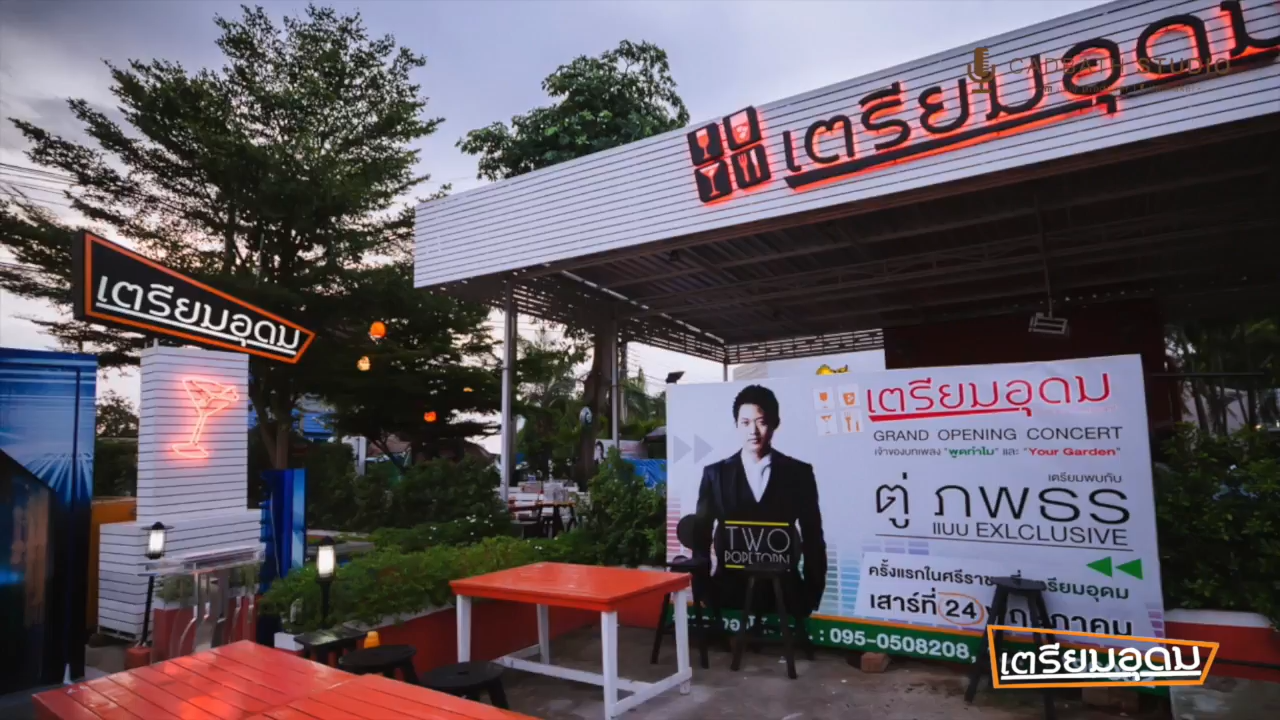 CADBATH STUDIO
เตรียมอุดม
เตรียมอุดม
เตรียมอุดม
GRAND OPENING CONCERT
เจ้าของบทเพลง "พูดทำไม" และ "Your Garden"
เตรียมพบกับ
ตู่ ภพธร
แบบ EXLCLUSIVE
TWO
POPETORN
ครั้งแรกในศรีราชา
เตรียมอุดม
เสาร์ที่ 24
: 095-0508208,
เตรียมอุดม